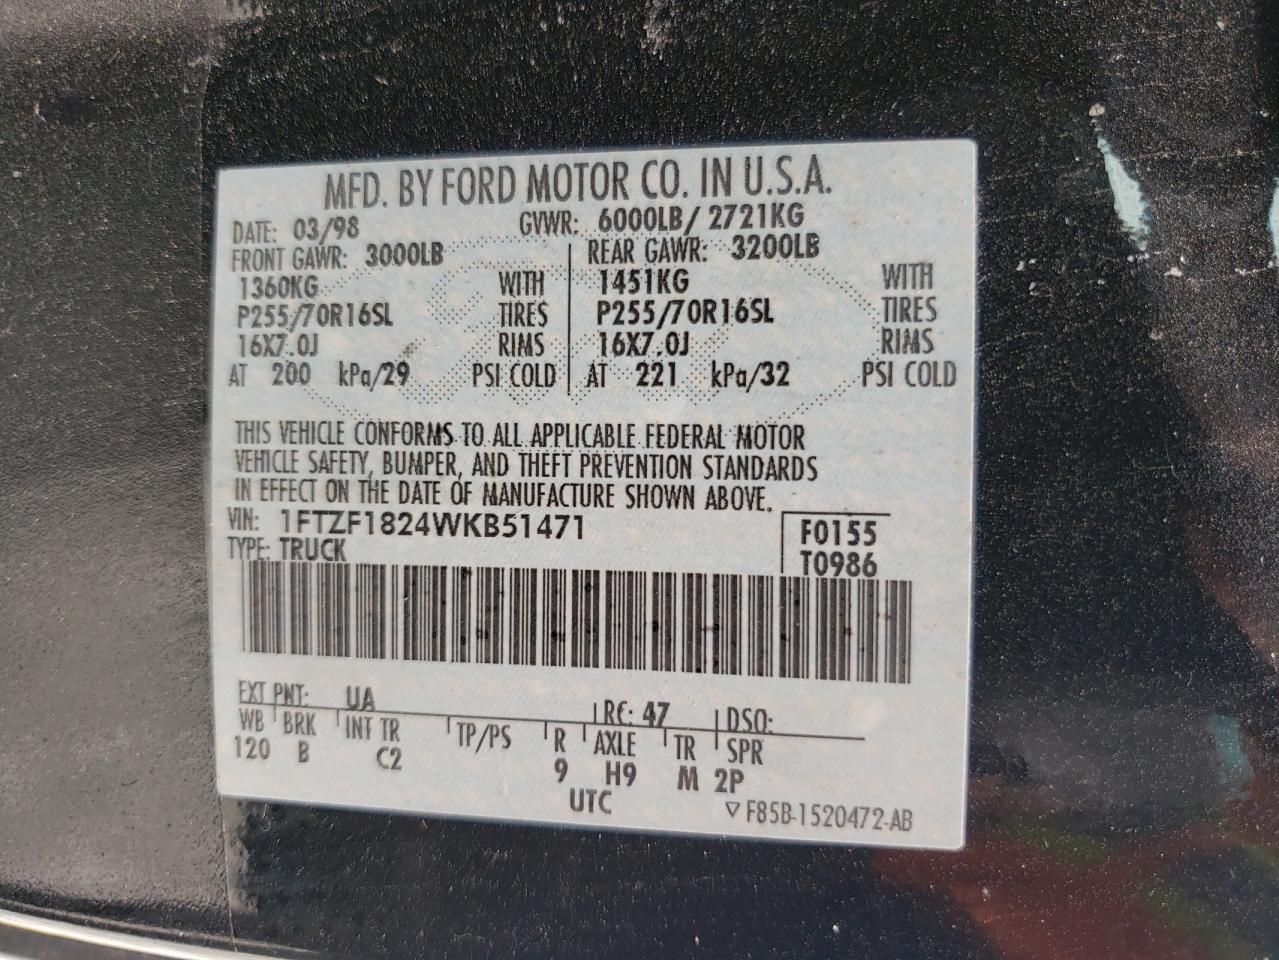 MFD. BY FORD MOTOR CO. IN U.S.A.
DATE: 03/98 GVWR: 6000LB/ 2721KG
FRONT GAWR: 3000LB REAR GAWR: 3200LB
1360KG WITH 1451KG WITH
P255/70R16SL TIRES P255/70R16SL TIRES
16X7.0J RIMS 16X7.0J RIMS
AT 200 kPa/29 PSI COLD AT 221 kPa/32 PSI COLD
THIS VEHICLE CONFORMS TO ALL APPLICABLE FEDERAL MOTOR
VEHICLE SAFETY, BUMPER, AND THEFT PREVENTION STANDARDS
IN EFFECT ON THE DATE OF MANUFACTURE SHOWN ABOVE.
VIN: 1FTZF1824WKB51471 F0155
TYPE: TRUCK T0986
EXT PNT: UA RC: 47 DSO:
WB BRK INT TR TP/PS R AXLE TR SPR
120 B C2 9 H9 M 2P
UTC
▽ F85B-1520472-AB